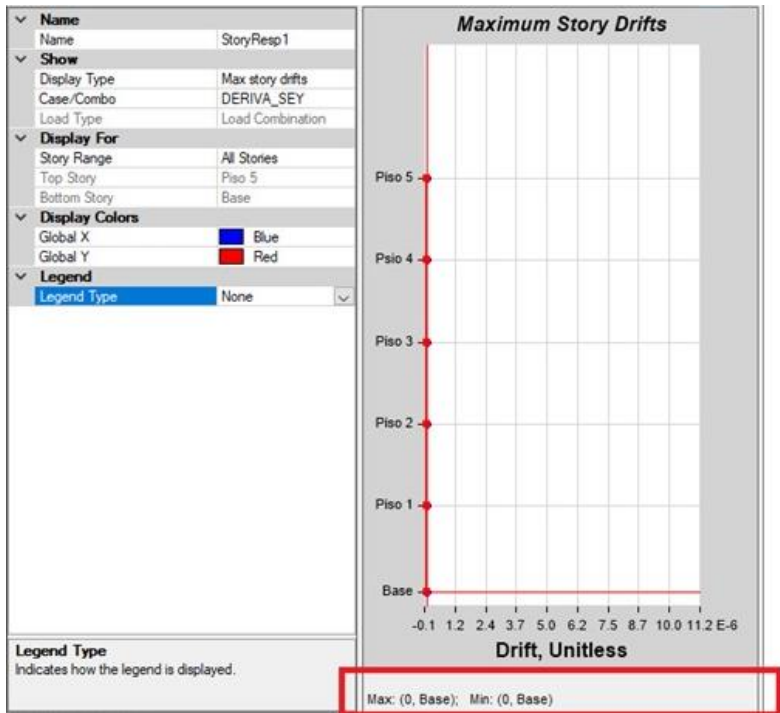 Name
Name StoryResp1
Show
Display Type Max story drifts
Case/Combo DERIVA_SEY
Load Type Load Combination
Display For
Story Range All Stories
Top Story Piso 5
Bottom Story Base
Display Colors
Global X Blue
Global Y Red
Legend
Legend Type None
Legend Type
Indicates how the legend is displayed.
Maximum Story Drifts
Piso 5
Psio 4
Piso 3
Piso 2
Piso 1
Base
-0.1 1.2 2.4 3.7 5.0 6.2 7.5 8.7 10.0 11.2 E-6
Drift, Unitless
Max: (0, Base); Min: (0, Base)